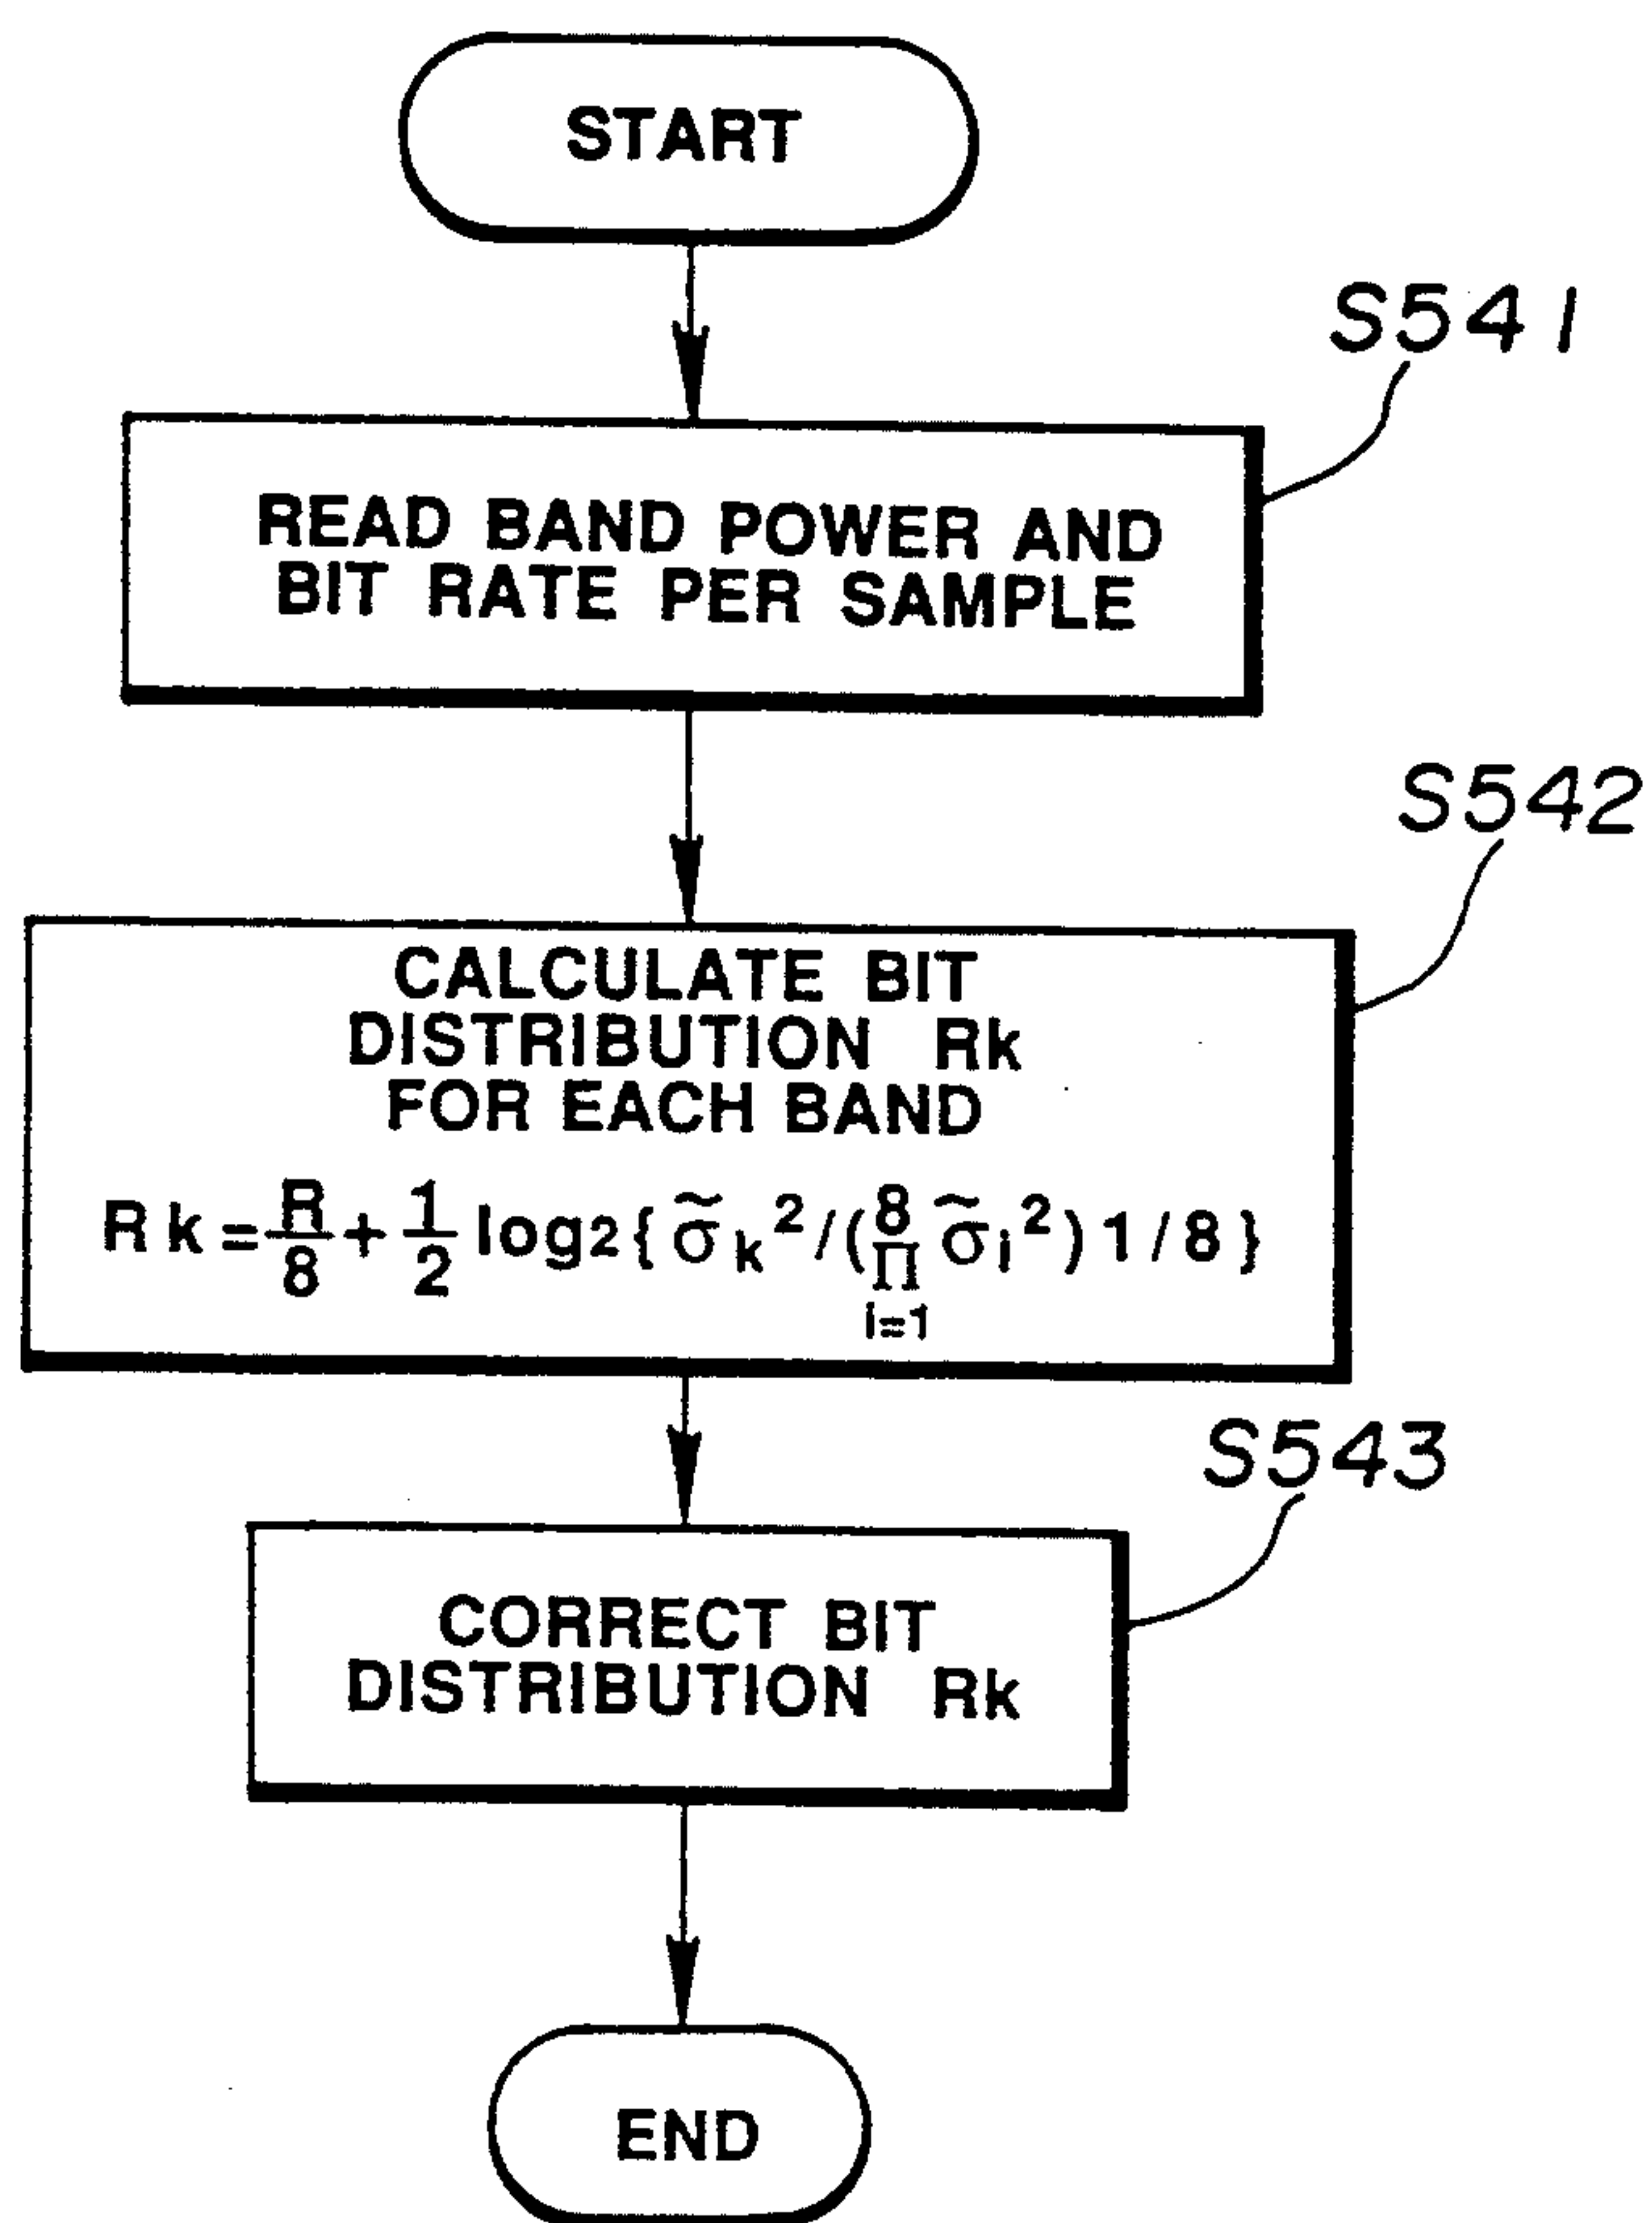 START
S541
READ BAND POWER AND
BIT RATE PER SAMPLE
S542
CALCULATE BIT
DISTRIBUTION Rk
FOR EACH BAND
Rk=R/8+1/2 log2{σ̃k²/(8Πi=1 σ̃i²)1/8}
S543
CORRECT BIT
DISTRIBUTION Rk
END